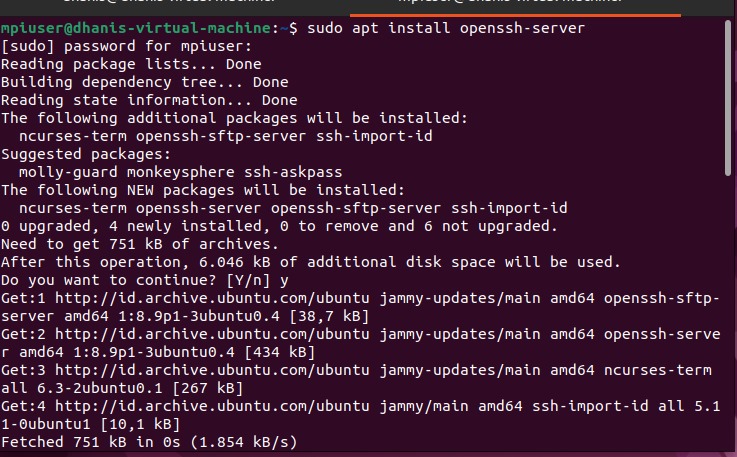 mpiuser@dhanis-virtual-machine:~$ sudo apt install openssh-server
[sudo] password for mpiuser:
Reading package lists... Done
Building dependency tree... Done
Reading state information... Done
The following additional packages will be installed:
  ncurses-term openssh-sftp-server ssh-import-id
Suggested packages:
  molly-guard monkeysphere ssh-askpass
The following NEW packages will be installed:
  ncurses-term openssh-server openssh-sftp-server ssh-import-id
0 upgraded, 4 newly installed, 0 to remove and 6 not upgraded.
Need to get 751 kB of archives.
After this operation, 6.046 kB of additional disk space will be used.
Do you want to continue? [Y/n] y
Get:1 http://id.archive.ubuntu.com/ubuntu jammy-updates/main amd64 openssh-sftp-
server amd64 1:8.9p1-3ubuntu0.4 [38,7 kB]
Get:2 http://id.archive.ubuntu.com/ubuntu jammy-updates/main amd64 openssh-serve
r amd64 1:8.9p1-3ubuntu0.4 [434 kB]
Get:3 http://id.archive.ubuntu.com/ubuntu jammy-updates/main amd64 ncurses-term
all 6.3-2ubuntu0.1 [267 kB]
Get:4 http://id.archive.ubuntu.com/ubuntu jammy/main amd64 ssh-import-id all 5.1
1-0ubuntu1 [10,1 kB]
Fetched 751 kB in 0s (1.854 kB/s)